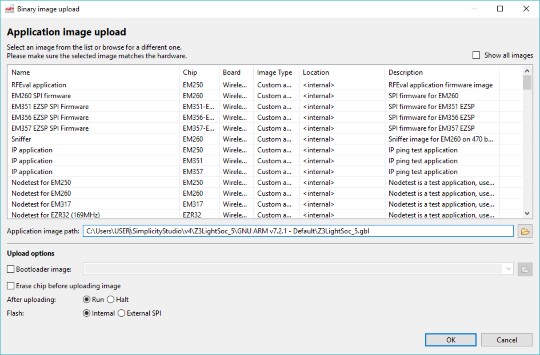 Binary image upload
Application image upload
Select an image from the list or browse for a different one.
Please make sure the selected image matches the hardware.
Show all images
Name Chip Board Image Type Location Description
RFEval application EM250 Wirele... Custom a... <internal> RFEval application firmware image
EM260 SPI firmware EM260 Wirele... Custom a... <internal> SPI firmware for EM260
EM351 EZSP SPI Firmware EM351-E... Wirele... Custom a... <internal> SPI firmware for EM351 EZSP
EM356 EZSP SPI Firmware EM356-E... Wirele... Custom a... <internal> SPI firmware for EM356 EZSP
EM357 EZSP SPI Firmware EM357-E... Wirele... Custom a... <internal> SPI firmware for EM357 EZSP
Sniffer EM260 Wirele... Custom a... <internal> Sniffer image for EM260 on 470 b...
IP application EM250 Wirele... Custom a... <internal> IP ping test application
IP application EM351 Wirele... Custom a... <internal> IP ping test application
IP application EM357 Wirele... Custom a... <internal> IP ping test application
Nodetest for EM250 EM250 Wirele... Custom a... <internal> Nodetest is a test application, use...
Nodetest for EM260 EM260 Wirele... Custom a... <internal> Nodetest is a test application, use...
Nodetest for EM317 EM317 Wirele... Custom a... <internal> Nodetest is a test application, use...
Nodetest for EZR32 (169MHz) EZR32 Wirele... Custom a... <internal> Nodetest is a test application, use...
Application image path: C:\Users\USER\SimplicityStudio\v4\Z3LightSoc_5\GNU ARM v7.2.1 - Default\Z3LightSoc_5.gbl
Upload options
Bootloader image:
Erase chip before uploading image
After uploading: Run Halt
Flash: Internal External SPI
OK Cancel